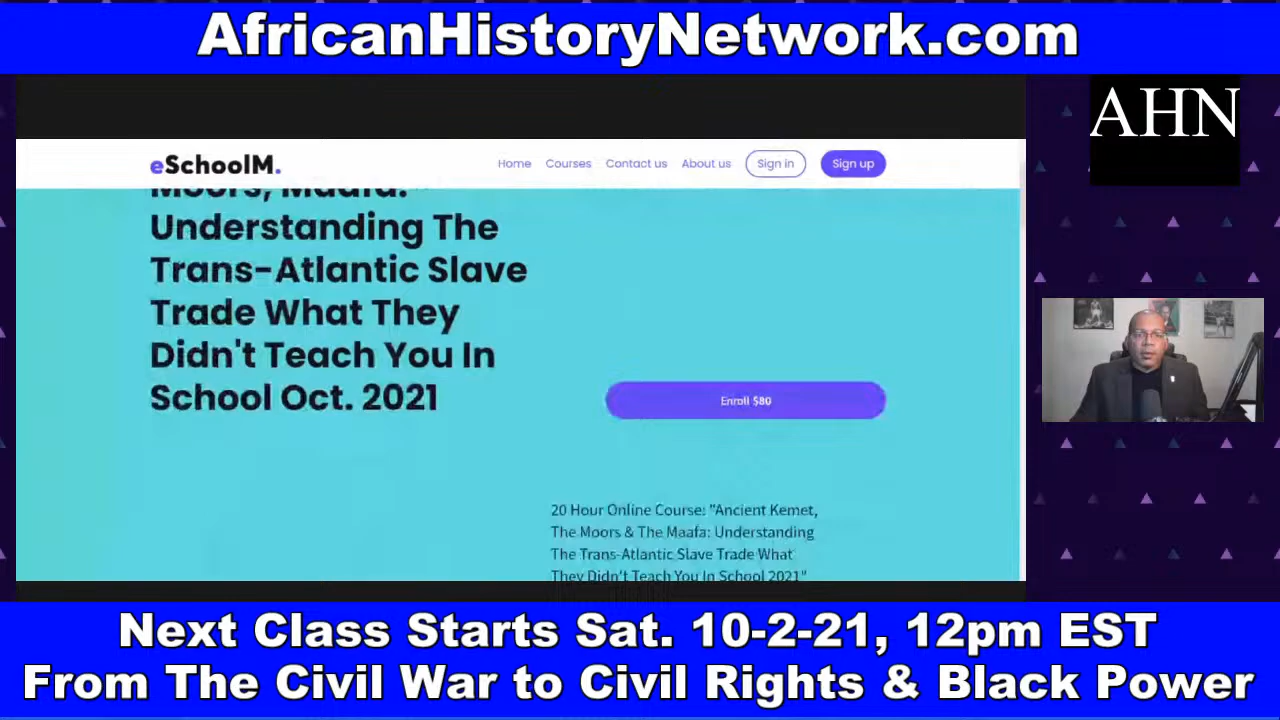 AfricanHistoryNetwork.com
AHN
eSchoolM.
Home Courses Contact us About us Sign in Sign up
Moors, Maafa:
Understanding The
Trans-Atlantic Slave
Trade What They
Didn't Teach You In
School Oct. 2021
Enroll $80
20 Hour Online Course: "Ancient Kemet,
The Moors & The Maafa: Understanding
The Trans-Atlantic Slave Trade What
They Didn't Teach You In School 2021"
Next Class Starts Sat. 10-2-21, 12pm EST
From The Civil War to Civil Rights & Black Power